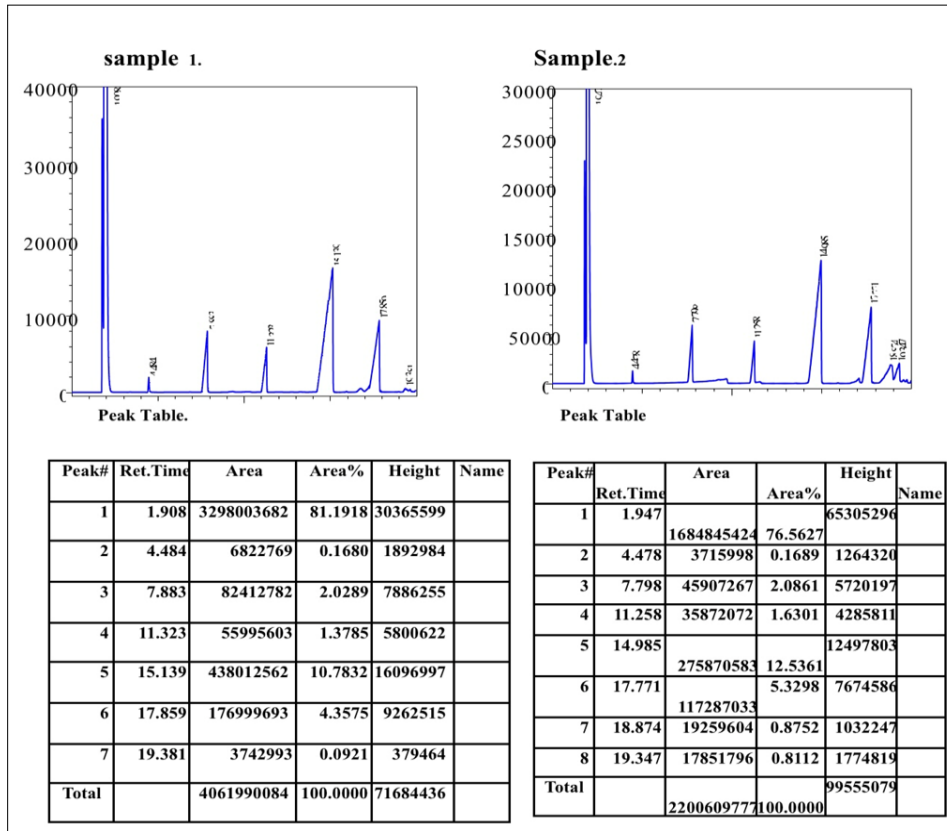 sample 1.
40000
30000
20000
10000
Peak Table.
Peak# Ret.Time Area Area% Height Name
1 1.908 3298003682 81.1918 30365599
2 4.484 6822769 0.1680 1892984
3 7.883 82412782 2.0289 7886255
4 11.323 55995603 1.3785 5800622
5 15.139 438012562 10.7832 16096997
6 17.859 176999693 4.3575 9262515
7 19.381 3742993 0.0921 379464
Total 4061990084 100.0000 71684436
Sample.2
30000
25000
20000
15000
10000
50000
Peak Table
Peak# Ret.Time Area Area% Height Name
1 1.947 1684845424 76.5627 65305296
2 4.478 3715998 0.1689 1264320
3 7.798 45907267 2.0861 5720197
4 11.258 35872072 1.6301 4285811
5 14.985 275870583 12.5361 12497803
6 17.771 117287033 5.3298 7674586
7 18.874 19259604 0.8752 1032247
8 19.347 17851796 0.8112 1774819
Total 2200609777 100.0000 99555079